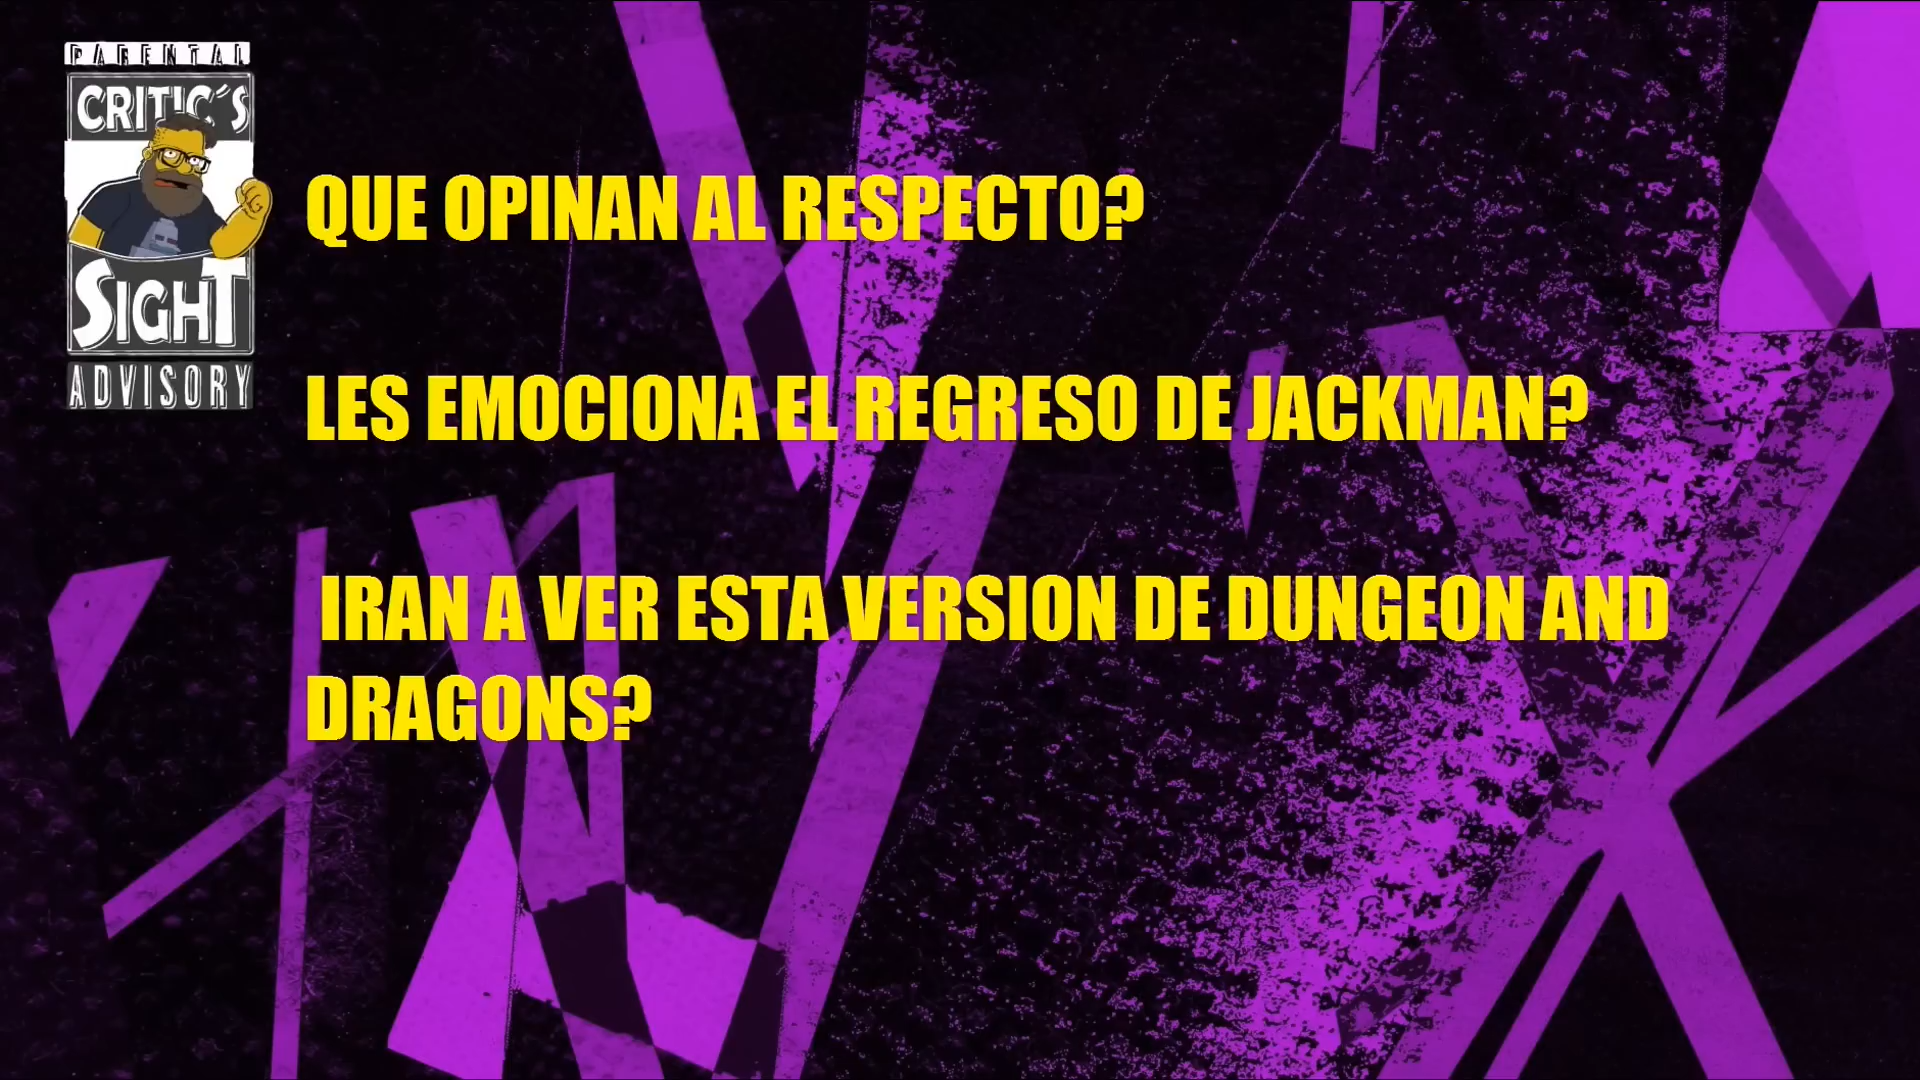 PARENTAL
CRITIC´S
SIGHT
ADVISORY
QUE OPINAN AL RESPECTO?
LES EMOCIONA EL REGRESO DE JACKMAN?
IRAN A VER ESTA VERSION DE DUNGEON AND
DRAGONS?